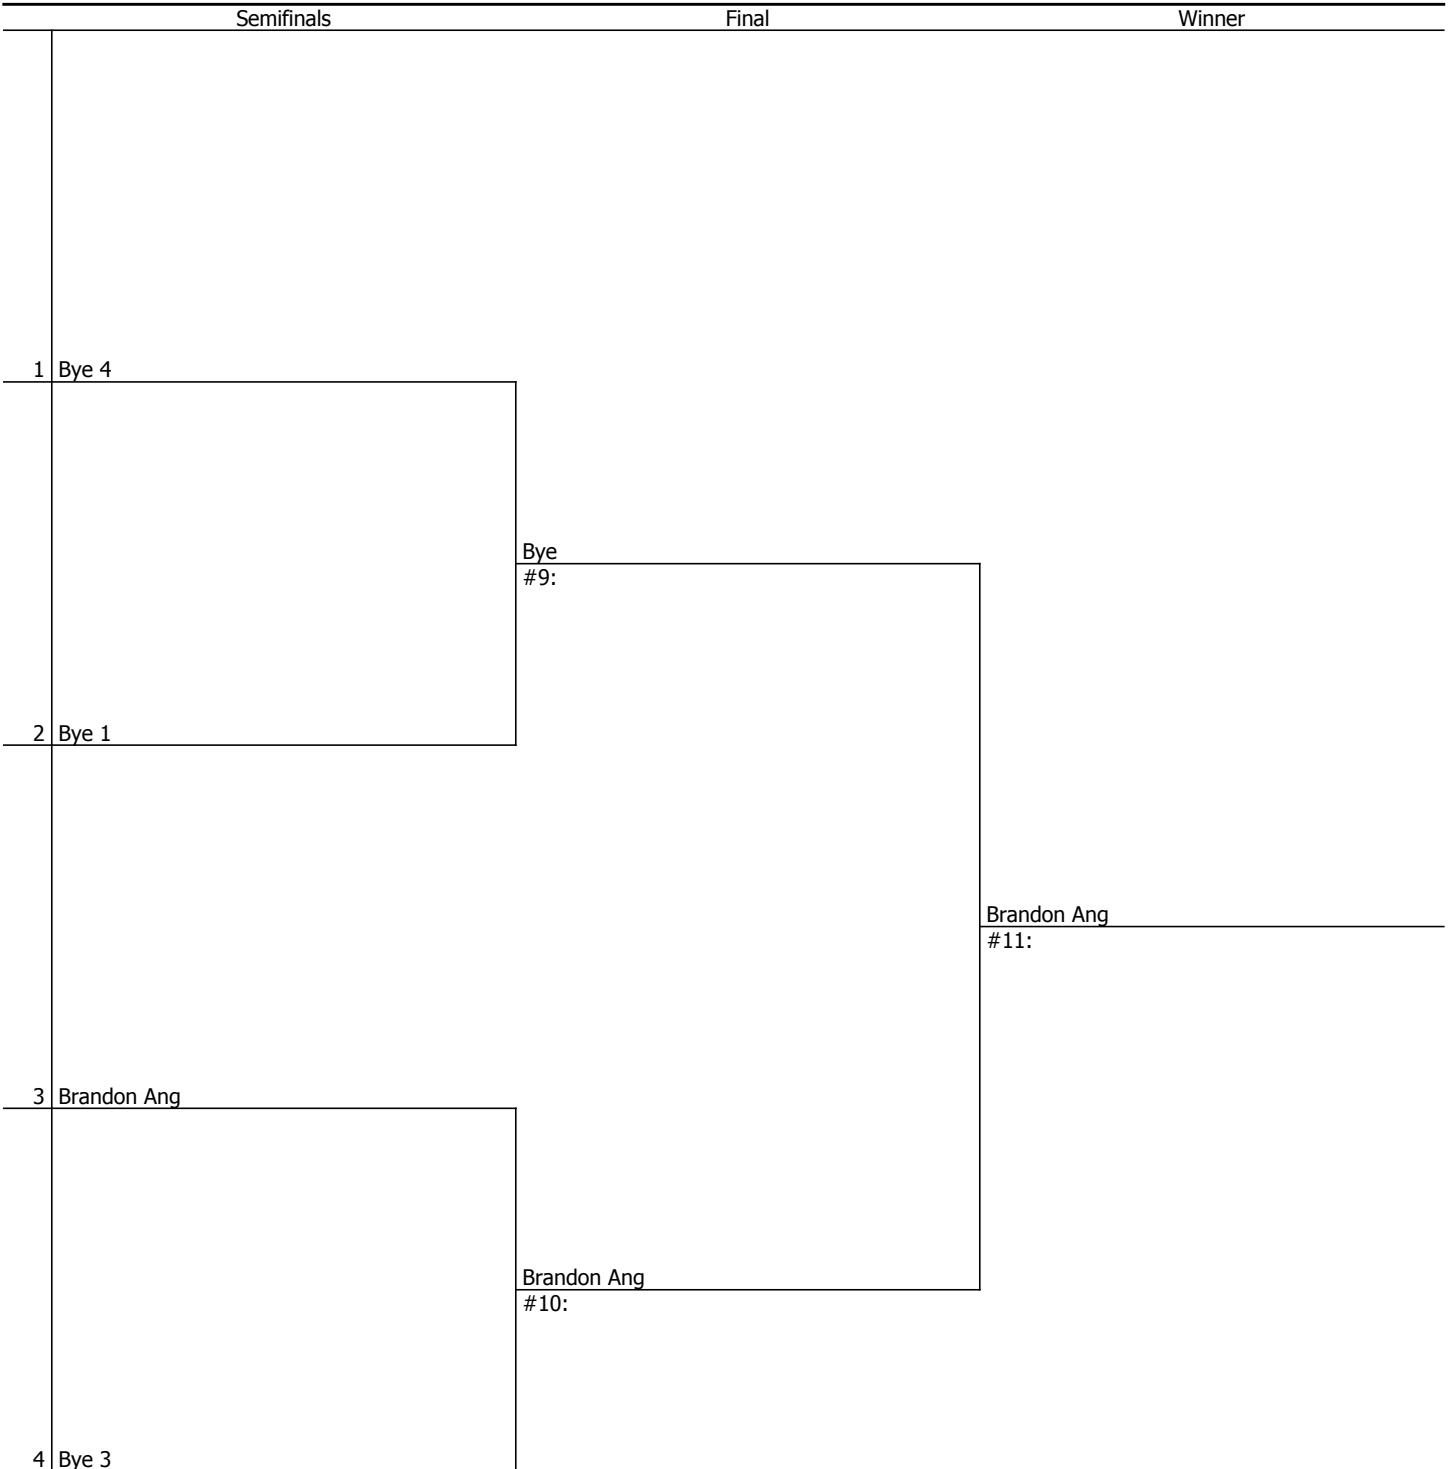 Semifinals Final Winner
1 Bye 4
Bye
#9:
2 Bye 1
Brandon Ang
#11:
3 Brandon Ang
Brandon Ang
#10:
4 Bye 3